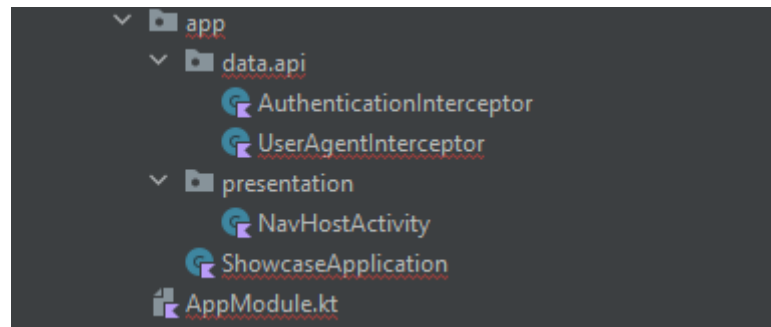 app
data.api
AuthenticationInterceptor
UserAgentInterceptor
presentation
NavHostActivity
ShowcaseApplication
AppModule.kt